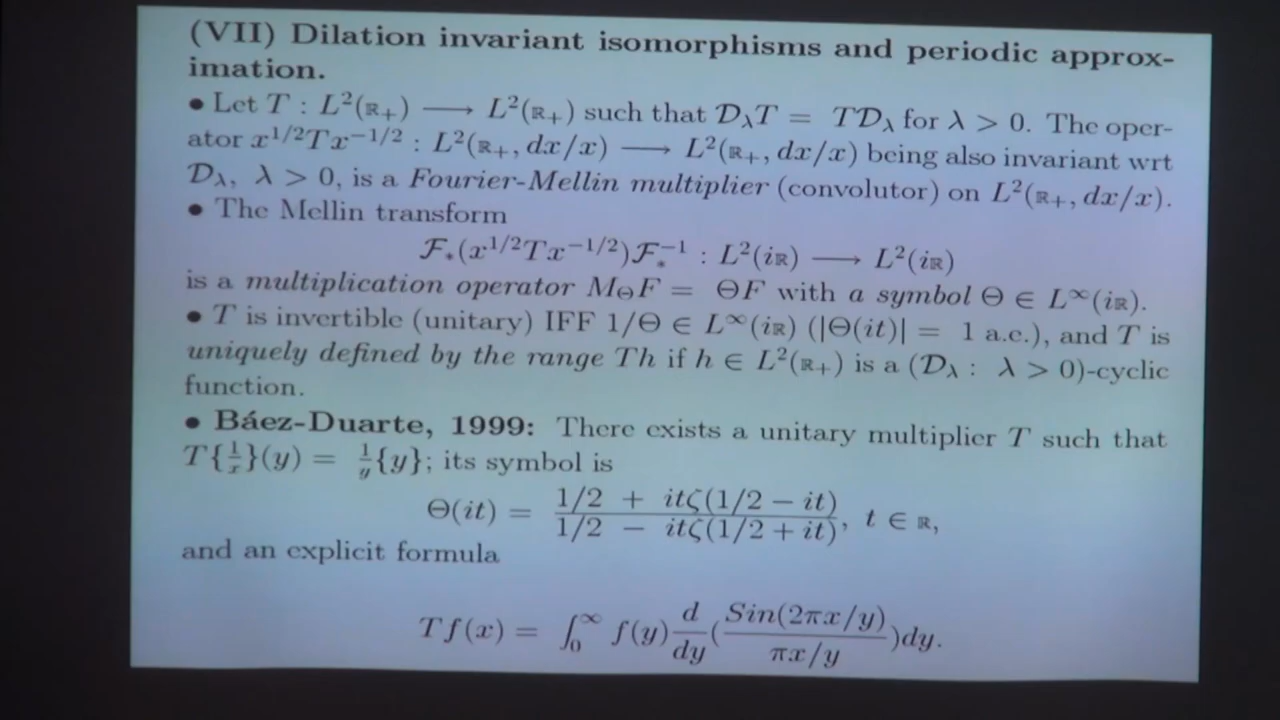 (VII) Dilation invariant isomorphisms and periodic approx-
imation.
• Let T : L²(ℝ₊) ⟶ L²(ℝ₊) such that 𝒟_λT = T𝒟_λ for λ > 0. The oper-
ator x^{1/2}Tx^{−1/2} : L²(ℝ₊, dx/x) ⟶ L²(ℝ₊, dx/x) being also invariant wrt
𝒟_λ, λ > 0, is a Fourier-Mellin multiplier (convolutor) on L²(ℝ₊, dx/x).
• The Mellin transform
ℱ_*(x^{1/2}Tx^{−1/2})ℱ_*^{−1} : L²(iℝ) ⟶ L²(iℝ)
is a multiplication operator M_ΘF = ΘF with a symbol Θ ∈ L^∞(iℝ).
• T is invertible (unitary) IFF 1/Θ ∈ L^∞(iℝ) (|Θ(it)| = 1 a.e.), and T is
uniquely defined by the range Th if h ∈ L²(ℝ₊) is a (𝒟_λ : λ > 0)-cyclic
function.
• Báez-Duarte, 1999: There exists a unitary multiplier T such that
T{1/x}(y) = 1/y{y}; its symbol is
Θ(it) = (1/2 + itζ(1/2 − it))/(1/2 − itζ(1/2 + it)), t ∈ ℝ,
and an explicit formula
Tf(x) = ∫₀^∞ f(y) d/dy (Sin(2πx/y)/(πx/y))dy.